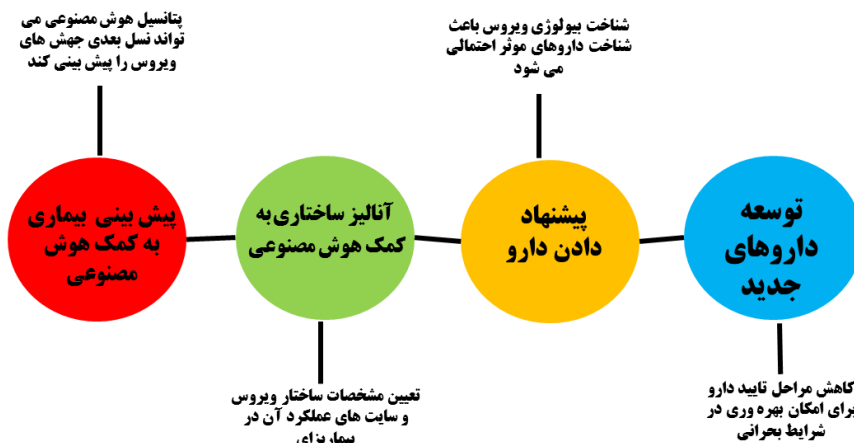 پتانسیل هوش مصنوعی می
تواند نسل بعدی جهش های
ویروس را پیش بینی کند
شناخت بیولوژی ویروس باعث
شناخت داروهای موثر احتمالی
می شود
پیش بینی بیماری
به کمک هوش
مصنوعی
آنالیز ساختاری به
کمک هوش مصنوعی
پیشنهاد
دادن دارو
توسعه
داروهای
جدید
تعیین مشخصات ساختار ویروس
و سایت های عملکرد آن در
بیماریزای
کاهش مراحل تایید دارو
برای امکان بهره وری در
شرایط بحرانی